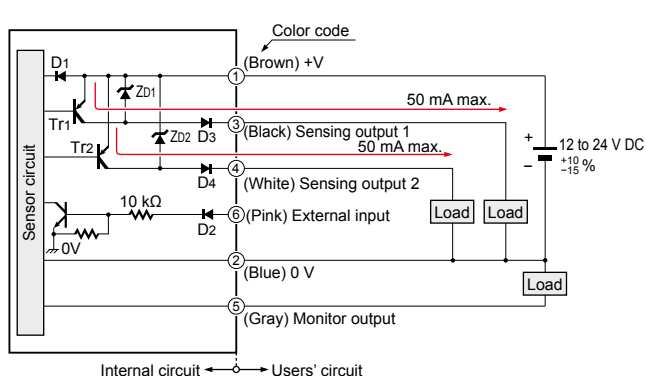 Color code
D1
(Brown) +V
1
ZD1
50 mA max.
Tr1
D3
3
(Black) Sensing output 1
Tr2
ZD2
50 mA max.
+
12 to 24 V DC
+10
−15 %
−
D4
4
(White) Sensing output 2
Sensor circuit
10 kΩ
Load
Load
6
(Pink) External input
D2
0V
2
(Blue) 0 V
Load
5
(Gray) Monitor output
Internal circuit
Users' circuit